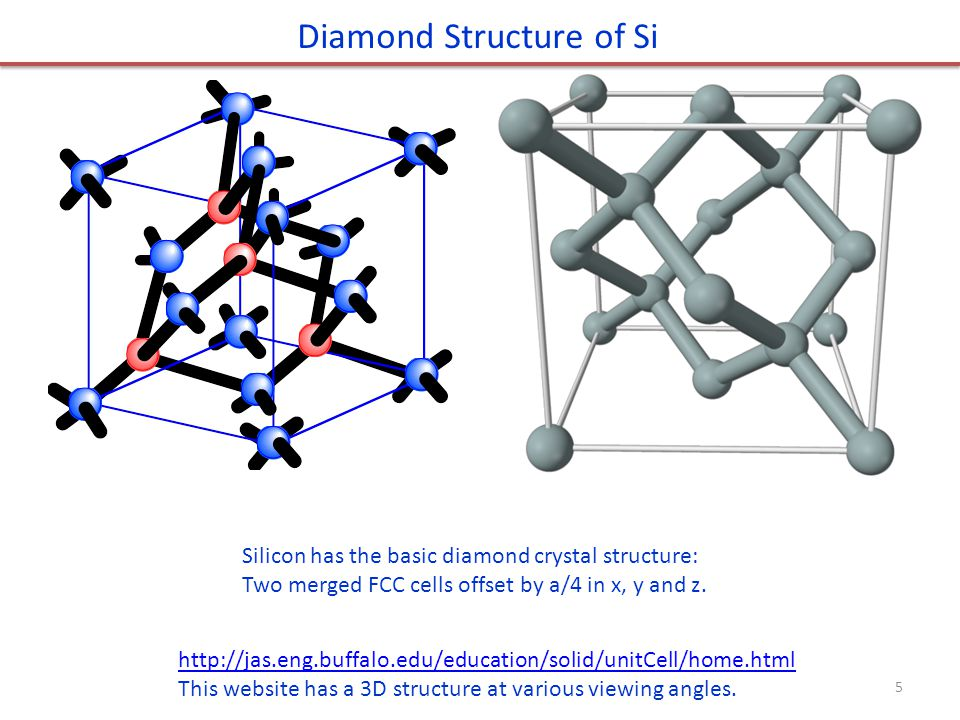 Diamond Structure of Si
Silicon has the basic diamond crystal structure:
Two merged FCC cells offset by a/4 in x, y and z.
http://jas.eng.buffalo.edu/education/solid/unitCell/home.html
This website has a 3D structure at various viewing angles.
5